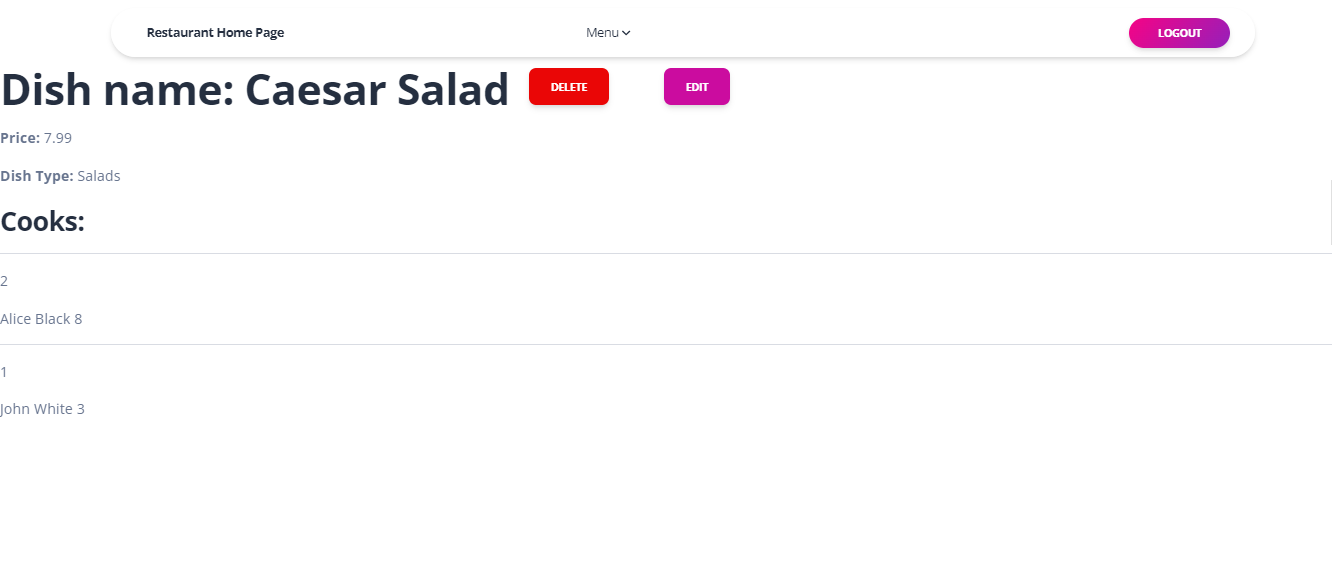 Restaurant Home Page Menu LOGOUT
Dish name: Caesar Salad DELETE EDIT
Price: 7.99
Dish Type: Salads
Cooks:
2
Alice Black 8
1
John White 3